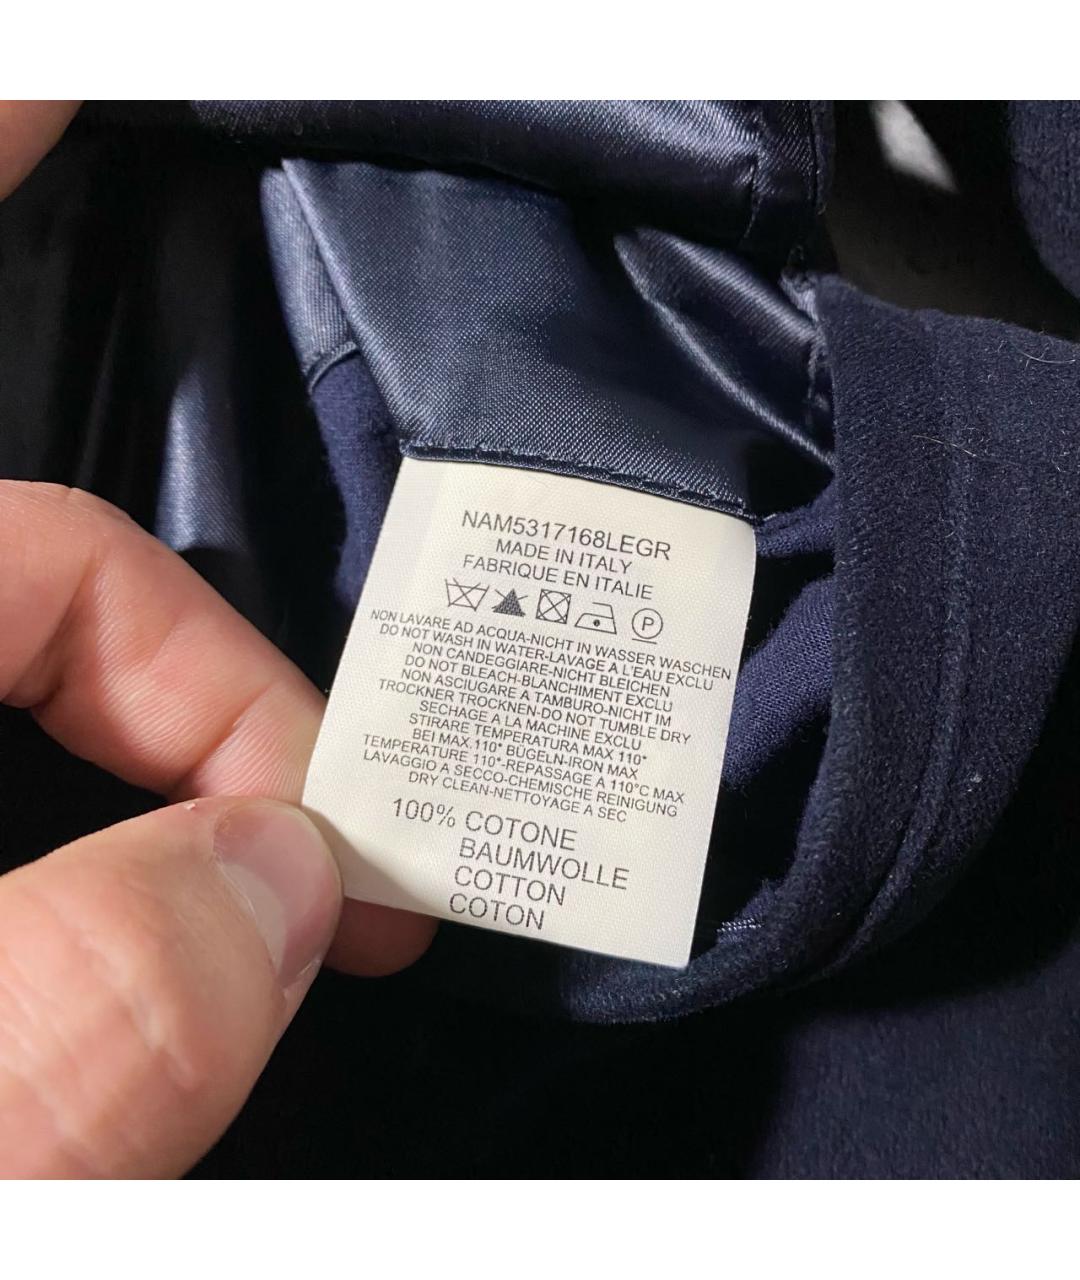 NAM5317168LEGR
MADE IN ITALY
FABRIQUE EN ITALIE
P
NON LAVARE AD ACQUA-NICHT IN WASSER WASCHEN
DO NOT WASH IN WATER-LAVAGE A L'EAU EXCLU
NON CANDEGGIARE-NICHT BLEICHEN
DO NOT BLEACH-BLANCHIMENT EXCLU
NON ASCIUGARE A TAMBURO-NICHT IM
TROCKNER TROCKNEN-DO NOT TUMBLE DRY
SECHAGE A LA MACHINE EXCLU
STIRARE TEMPERATURA MAX 110°
BEI MAX.110° BÜGELN-IRON MAX
TEMPERATURE 110°-REPASSAGE A 110°C MAX
LAVAGGIO A SECCO-CHEMISCHE REINIGUNG
DRY CLEAN-NETTOYAGE A SEC
100% COTONE
BAUMWOLLE
COTTON
COTON